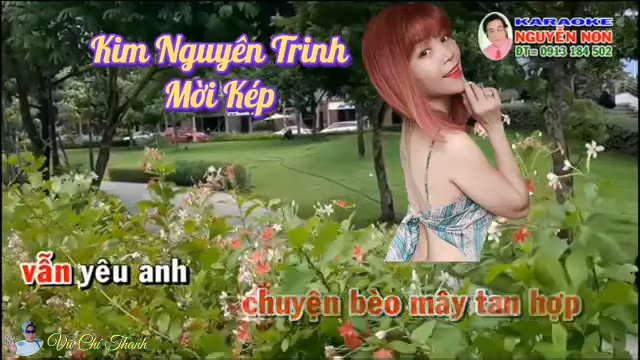 Kim Nguyên Trinh
Mời Kép
KARAOKE
NGUYỄN NON
ĐT= 0913 184 502
vẫn yêu anh
chuyện bèo mây tan hợp
Vũ Chí Thanh